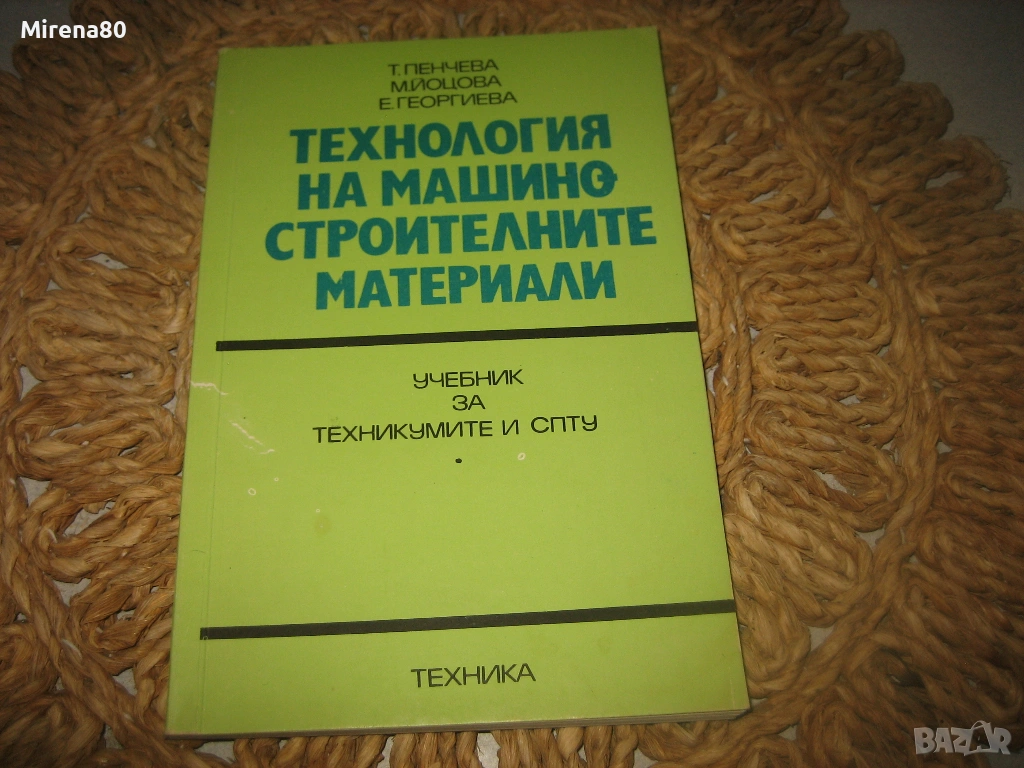 Mirena80
Т. ПЕНЧЕВА
М. ЙОЦОВА
Е. ГЕОРГИЕВА
ТЕХНОЛОГИЯ
НА МАШИНО-
СТРОИТЕЛНИТЕ
МАТЕРИАЛИ
УЧЕБНИК
ЗА
ТЕХНИКУМИТЕ И СПТУ
ТЕХНИКА
BAZAR